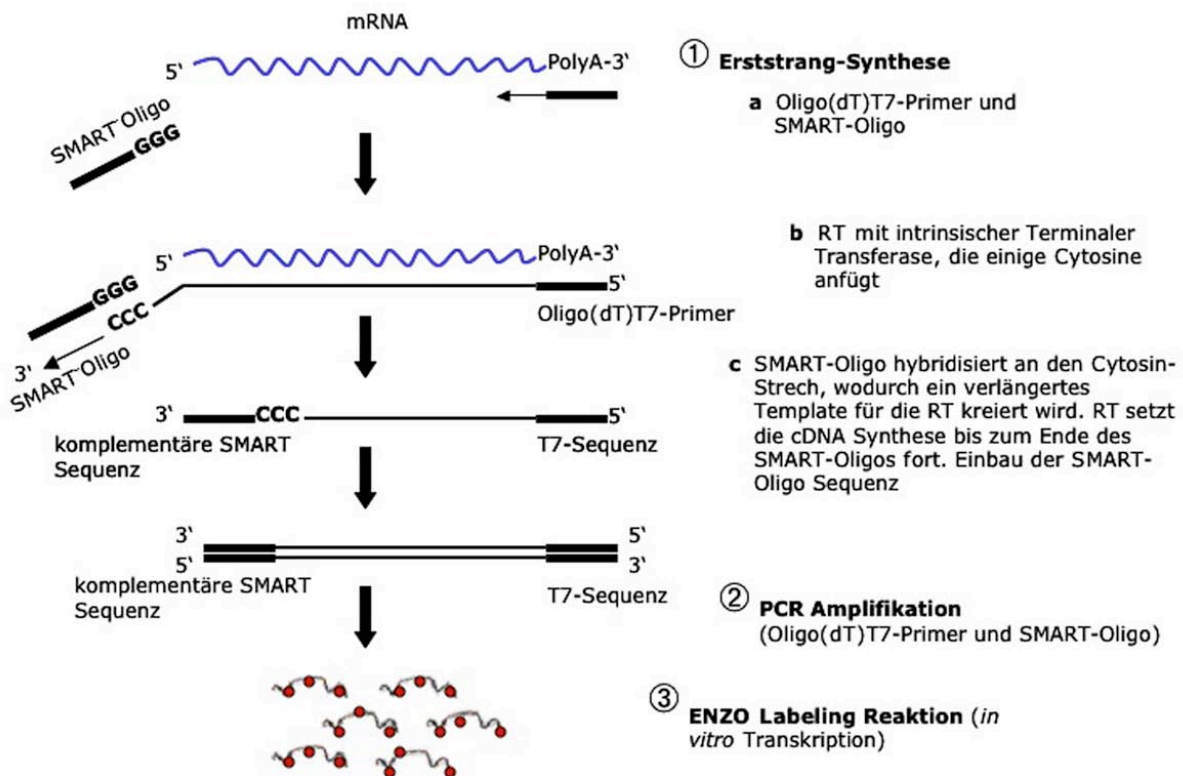 mRNA
5‘
PolyA-3‘
SMART-Oligo
GGG
① Erststrang-Synthese
a Oligo(dT)T7-Primer und
SMART-Oligo
5‘
PolyA-3‘
GGG
CCC
5‘
Oligo(dT)T7-Primer
3‘
SMART-Oligo
b RT mit intrinsischer Terminaler
Transferase, die einige Cytosine
anfügt
3‘
CCC
5‘
komplementäre SMART
Sequenz
T7-Sequenz
c SMART-Oligo hybridisiert an den Cytosin-
Strech, wodurch ein verlängertes
Template für die RT kreiert wird. RT setzt
die cDNA Synthese bis zum Ende des
SMART-Oligos fort. Einbau der SMART-
Oligo Sequenz
3‘
5‘
5‘
3‘
komplementäre SMART
Sequenz
T7-Sequenz
② PCR Amplifikation
(Oligo(dT)T7-Primer und SMART-Oligo)
③ ENZO Labeling Reaktion (in
vitro Transkription)